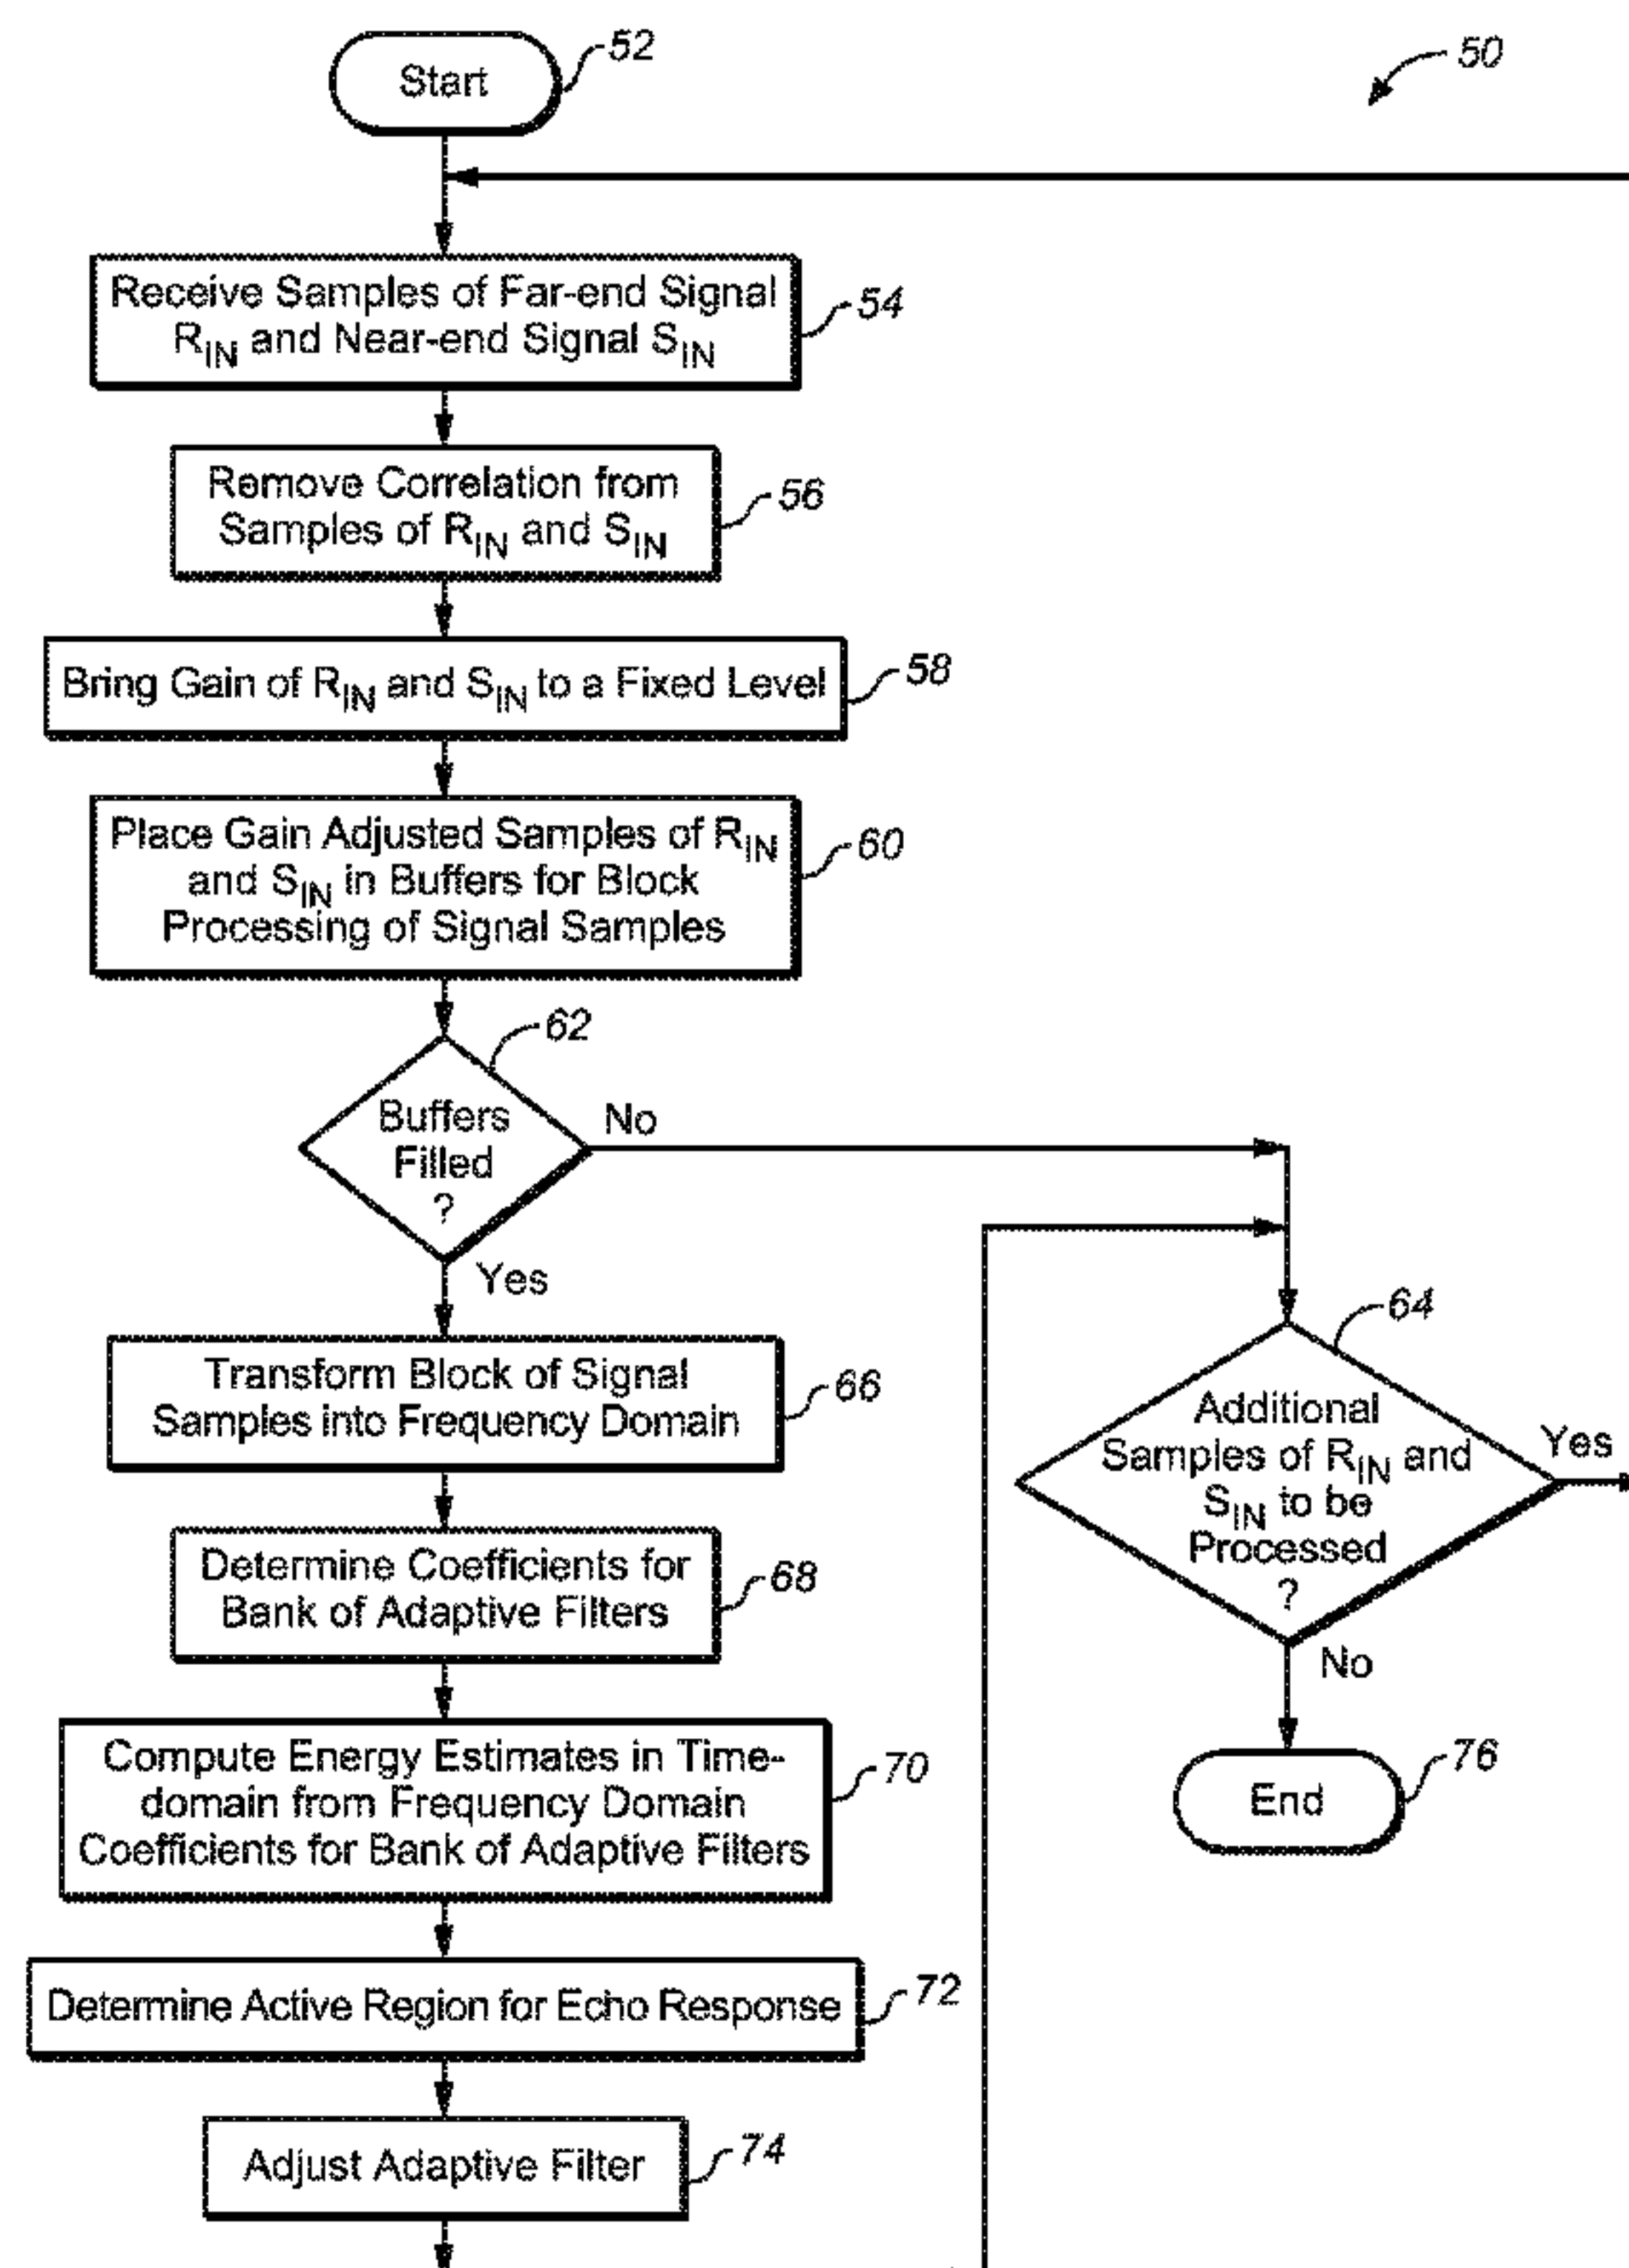 Start
52
50
Receive Samples of Far-end Signal
RIN and Near-end Signal SIN
54
Remove Correlation from
Samples of RIN and SIN
56
Bring Gain of RIN and SIN to a Fixed Level
58
Place Gain Adjusted Samples of RIN
and SIN in Buffers for Block
Processing of Signal Samples
60
62
Buffers
Filled
?
No
Yes
64
Additional
Samples of RIN and
SIN to be
Processed
?
Yes
No
End
76
Transform Block of Signal
Samples into Frequency Domain
66
Determine Coefficients for
Bank of Adaptive Filters
68
Compute Energy Estimates in Time-
domain from Frequency Domain
Coefficients for Bank of Adaptive Filters
70
Determine Active Region for Echo Response
72
Adjust Adaptive Filter
74